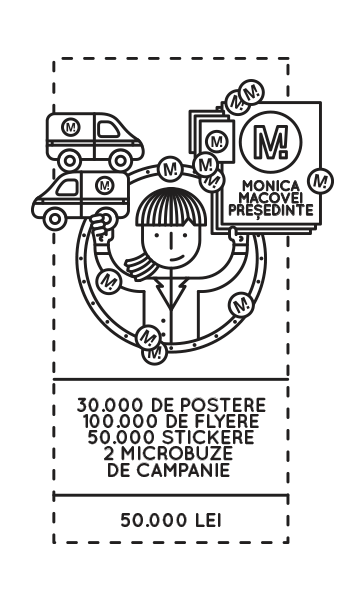 M!
M!
M!
M!
M!
M!
M!
M!
M!
M!
MONICA
MACOVEI
PREȘEDINTE
M!
M!
M!
M!
30.000 DE POSTERE
100.000 DE FLYERE
50.000 STICKERE
2 MICROBUZE
DE CAMPANIE
50.000 LEI